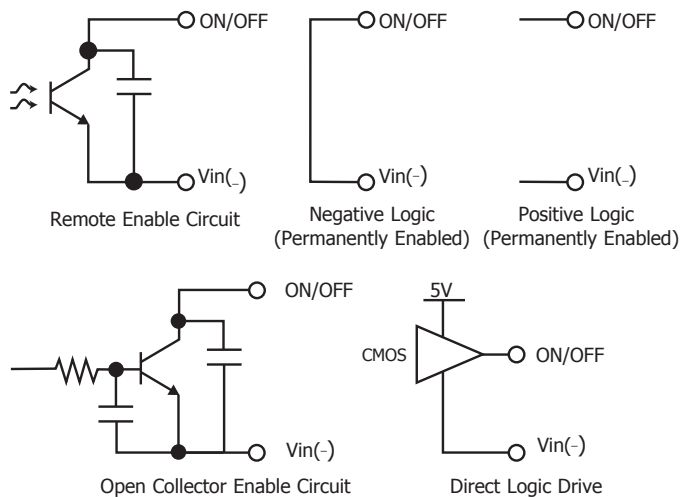 ON/OFF
Vin(–)
Remote Enable Circuit
ON/OFF
Vin(–)
Negative Logic
(Permanently Enabled)
ON/OFF
Vin(–)
Positive Logic
(Permanently Enabled)
ON/OFF
Vin(–)
Open Collector Enable Circuit
5V
CMOS
ON/OFF
Vin(–)
Direct Logic Drive